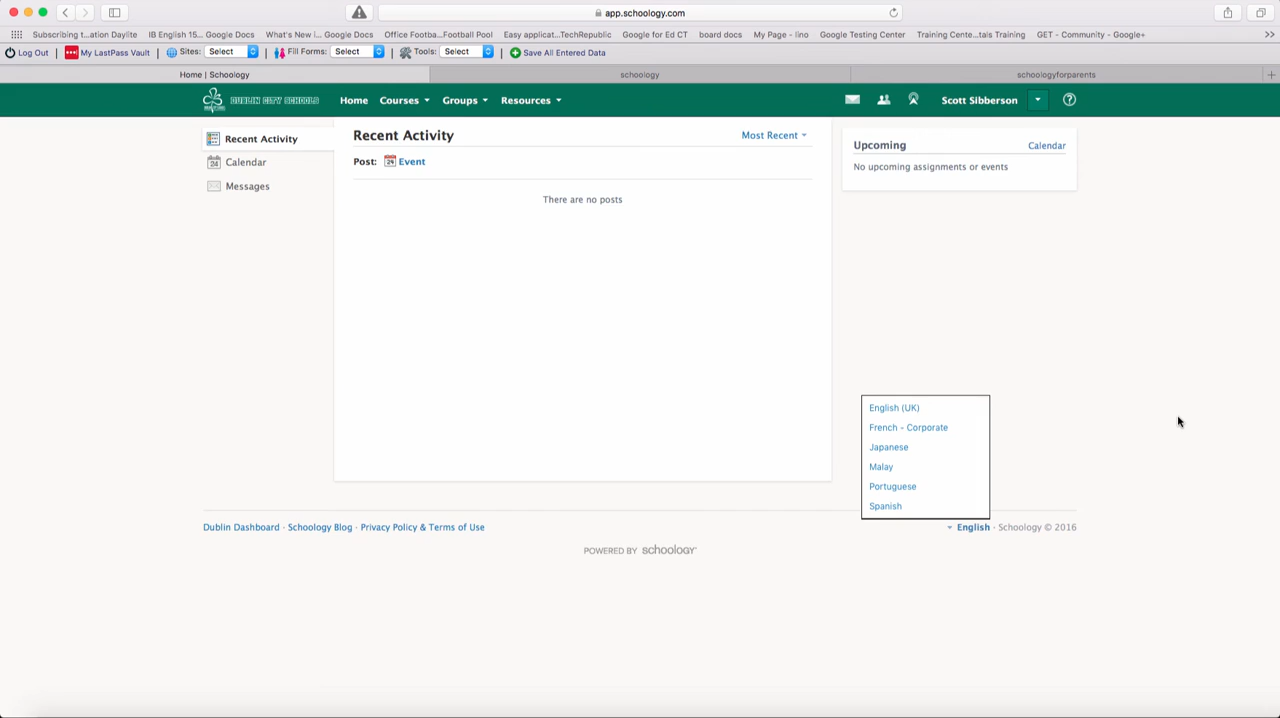 app.schoology.com
Subscribing t...ation Daylite IB English 15... Google Docs What's New i... Google Docs Office Footba...Football Pool Easy applicat...TechRepublic Google for Ed CT board docs My Page - lino Google Testing Center Training Cente...tals Training GET - Community - Google+
Log Out | My LastPass Vault | Sites: Select Fill Forms: Select | Tools: Select | Save All Entered Data
Home | Schoology schoology schoologyforparents
DUBLIN CITY SCHOOLS Home Courses Groups Resources Scott Sibberson
Recent Activity
Calendar
Messages
Recent Activity Most Recent
Post: 24 Event
There are no posts
Upcoming Calendar
No upcoming assignments or events
English (UK)
French - Corporate
Japanese
Malay
Portuguese
Spanish
Dublin Dashboard · Schoology Blog · Privacy Policy & Terms of Use English · Schoology © 2016
POWERED BY schoology®